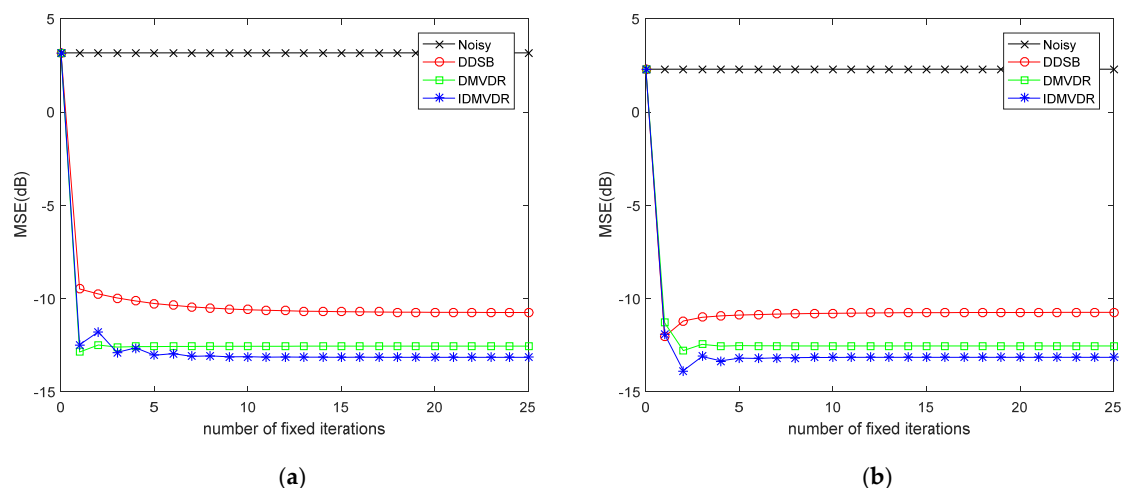 5
0
-5
-10
-15
MSE(dB)
0 5 10 15 20 25
number of fixed iterations
Noisy
DDSB
DMVDR
IDMVDR
(a)
5
0
-5
-10
-15
MSE(dB)
0 5 10 15 20 25
number of fixed iterations
Noisy
DDSB
DMVDR
IDMVDR
(b)